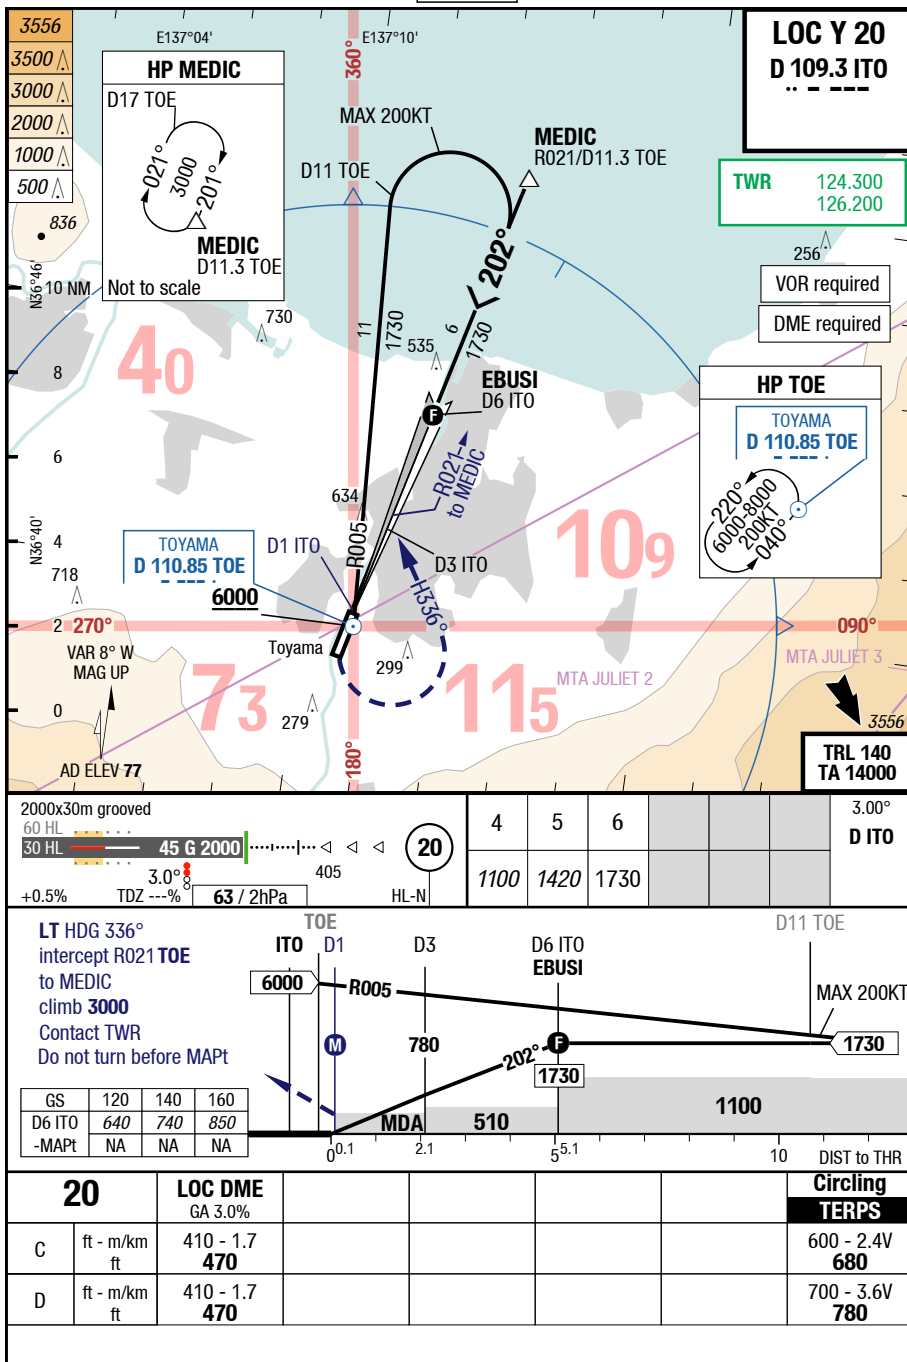 3556
3500
3000
2000
1000
500
836
E137°04'
E137°10'
360°
LOC Y 20
D 109.3 ITO
HP MEDIC
D17 TOE
021°
3000
201°
MEDIC
D11.3 TOE
Not to scale
MAX 200KT
D11 TOE
MEDIC
R021/D11.3 TOE
TWR 124.300
126.200
256
VOR required
DME required
202°
N36°46'
10 NM
730
11
1730
6
1730
535
8
40
EBUSI
D6 ITO
F
HP TOE
TOYAMA
D 110.85 TOE
220°
6000-8000
200KT
040°
6
R021
to MEDIC
634
R005
109
N36°40'
4
TOYAMA
D 110.85 TOE
D1 ITO
D3 ITO
718
6000
H336°
2
270°
090°
VAR 8° W
MAG UP
Toyama
299
MTA JULIET 2
MTA JULIET 3
73
115
279
0
180°
3556
AD ELEV 77
TRL 140
TA 14000
2000x30m grooved
60 HL
30 HL
45 G 2000
20
405
3.0°
+0.5%
TDZ ---%
63 / 2hPa
HL-N
4 5 6
3.00°
D ITO
1100 1420 1730
LT HDG 336°
intercept R021 TOE
to MEDIC
climb 3000
Contact TWR
Do not turn before MAPt
TOE
ITO D1 D3 D6 ITO
EBUSI
D11 TOE
6000
R005
MAX 200KT
M
780
202°
F
1730
1730
GS 120 140 160
D6 ITO 640 740 850
-MAPt NA NA NA
MDA
510
1100
0 0.1 2.1 5 5.1 10 DIST to THR
20
LOC DME
GA 3.0%
Circling
TERPS
C ft - m/km 410 - 1.7 600 - 2.4V
ft 470 680
D ft - m/km 410 - 1.7 700 - 3.6V
ft 470 780